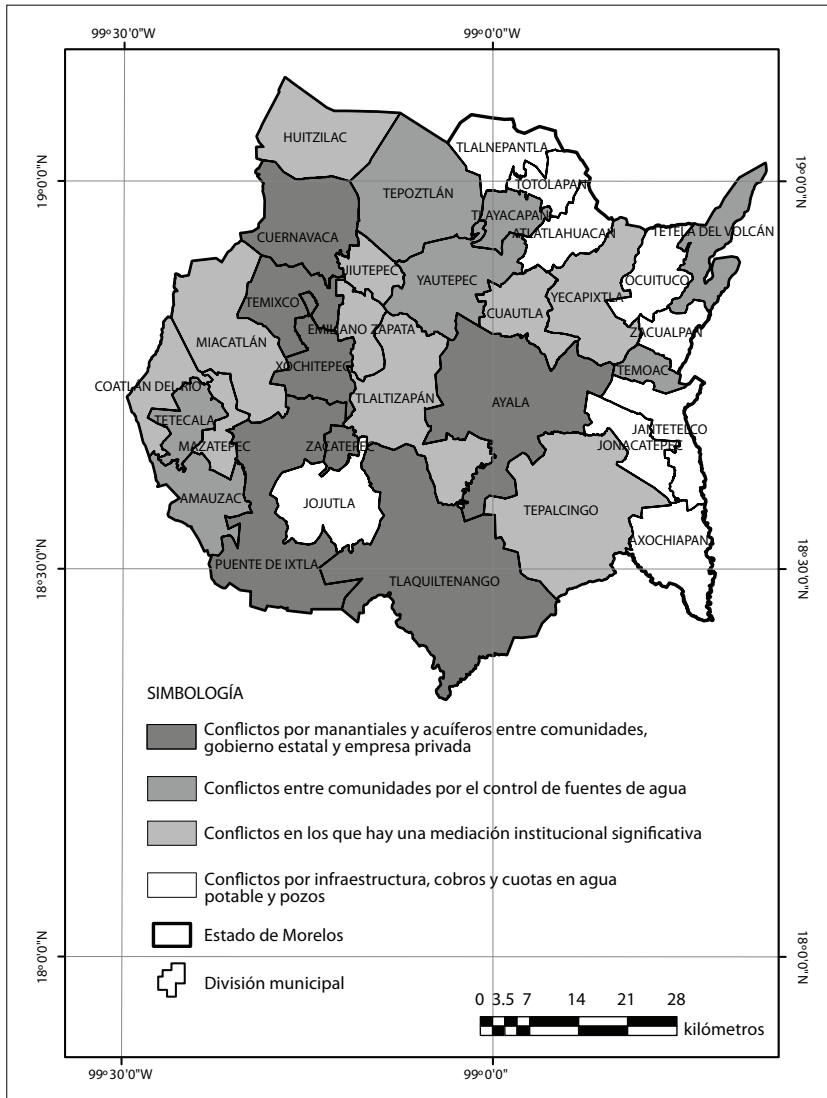 99°30'0"W
99°0'0"W
19°0'0"N
19°0'0"N
HUITZILAC
TLALNEPANTLA
TEPOZTLÁN
TOTOLAPAN
TLAYACAPAN
ATLATLAHUACAN
TETELA DEL VOLCÁN
CUERNAVACA
JIUTEPEC
YAUTEPEC
OCUITUCO
YECAPIXTLA
TEMIXCO
CUAUTLA
EMILIANO ZAPATA
ZACUALPAN
MIACATLÁN
XOCHITEPEC
TEMOAC
COATLÁN DEL RÍO
TLALTIZAPÁN
AYALA
TETECALA
JANTETELCO
MAZATEPEC
ZACATEPEC
JONACATEPEC
AMAUZAC
JOJUTLA
TEPALCINGO
AXOCHIAPAN
PUENTE DE IXTLA
TLAQUILTENANGO
18°30'0"N
18°30'0"N
SIMBOLOGÍA
Conflictos por manantiales y acuíferos entre comunidades,
gobierno estatal y empresa privada
Conflictos entre comunidades por el control de fuentes de agua
Conflictos en los que hay una mediación institucional significativa
Conflictos por infraestructura, cobros y cuotas en agua
potable y pozos
Estado de Morelos
División municipal
18°0'0"N
18°0'0"N
0 3.5 7 14 21 28
kilómetros
99°30'0"W
99°0'0"